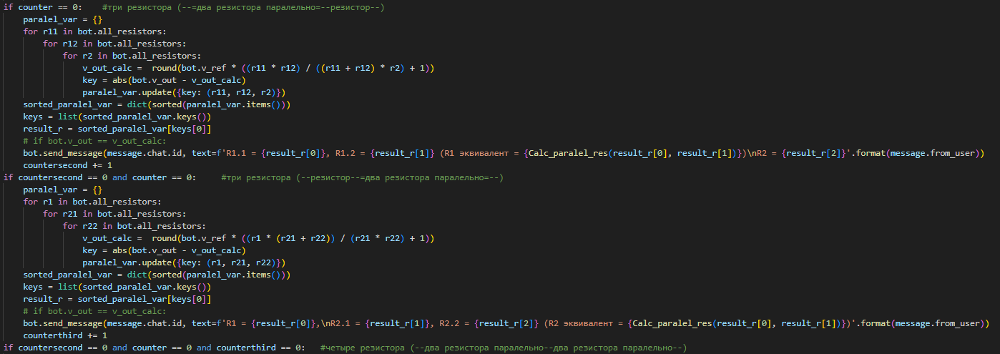 if counter == 0:    #три резистора (--=два резистора паралельно=--резистор--)
    paralel_var = {}
    for r11 in bot.all_resistors:
        for r12 in bot.all_resistors:
            for r2 in bot.all_resistors:
                v_out_calc =  round(bot.v_ref * ((r11 * r12) / ((r11 + r12) * r2) + 1))
                key = abs(bot.v_out - v_out_calc)
                paralel_var.update({key: (r11, r12, r2)})
    sorted_paralel_var = dict(sorted(paralel_var.items()))
    keys = list(sorted_paralel_var.keys())
    result_r = sorted_paralel_var[keys[0]]
    # if bot.v_out == v_out_calc:
    bot.send_message(message.chat.id, text=f'R1.1 = {result_r[0]}, R1.2 = {result_r[1]} (R1 эквивалент = {Calc_paralel_res(result_r[0], result_r[1])})\nR2 = {result_r[2]}'.format(message.from_user))
    countersecond += 1
if countersecond == 0 and counter == 0:     #три резистора (--резистор--=два резистора паралельно=--)
    paralel_var = {}
    for r1 in bot.all_resistors:
        for r21 in bot.all_resistors:
            for r22 in bot.all_resistors:
                v_out_calc =  round(bot.v_ref * ((r1 * (r21 + r22)) / (r21 * r22) + 1))
                key = abs(bot.v_out - v_out_calc)
                paralel_var.update({key: (r1, r21, r22)})
    sorted_paralel_var = dict(sorted(paralel_var.items()))
    keys = list(sorted_paralel_var.keys())
    result_r = sorted_paralel_var[keys[0]]
    # if bot.v_out == v_out_calc:
    bot.send_message(message.chat.id, text=f'R1 = {result_r[0]},\nR2.1 = {result_r[1]}, R2.2 = {result_r[2]} (R2 эквивалент = {Calc_paralel_res(result_r[0], result_r[1])})'.format(message.from_user))
    counterthird += 1
if countersecond == 0 and counter == 0 and counterthird == 0:   #четыре резистора (--два резистора паралельно--два резистора паралельно--)